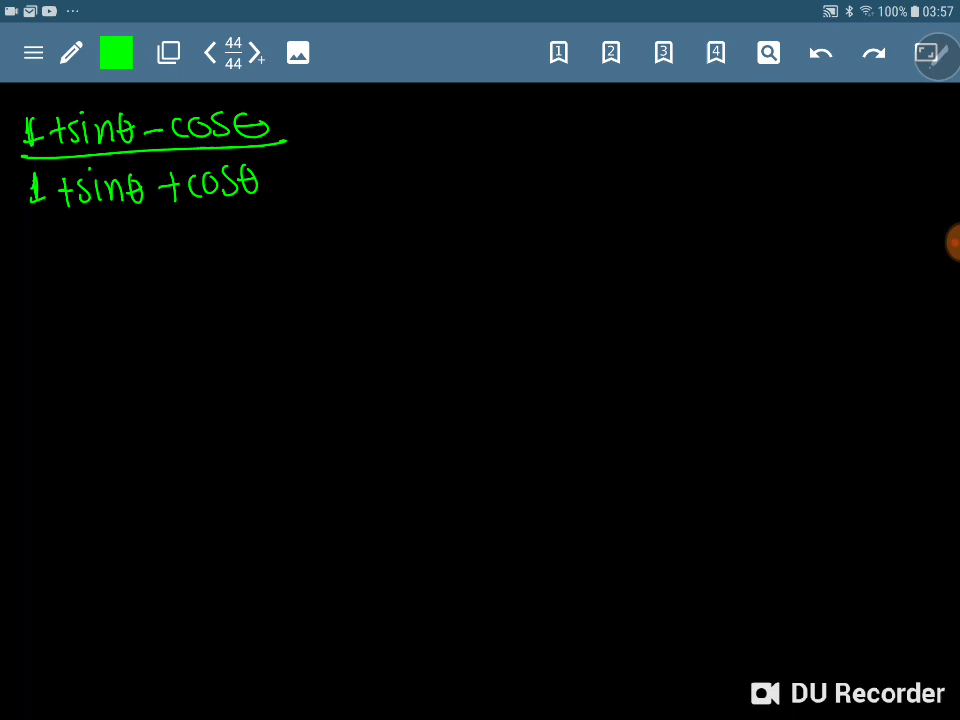 100% 03:57
44
44
1 2 3 4
1 + sinθ - cosθ
1 + sinθ + cosθ
DU Recorder